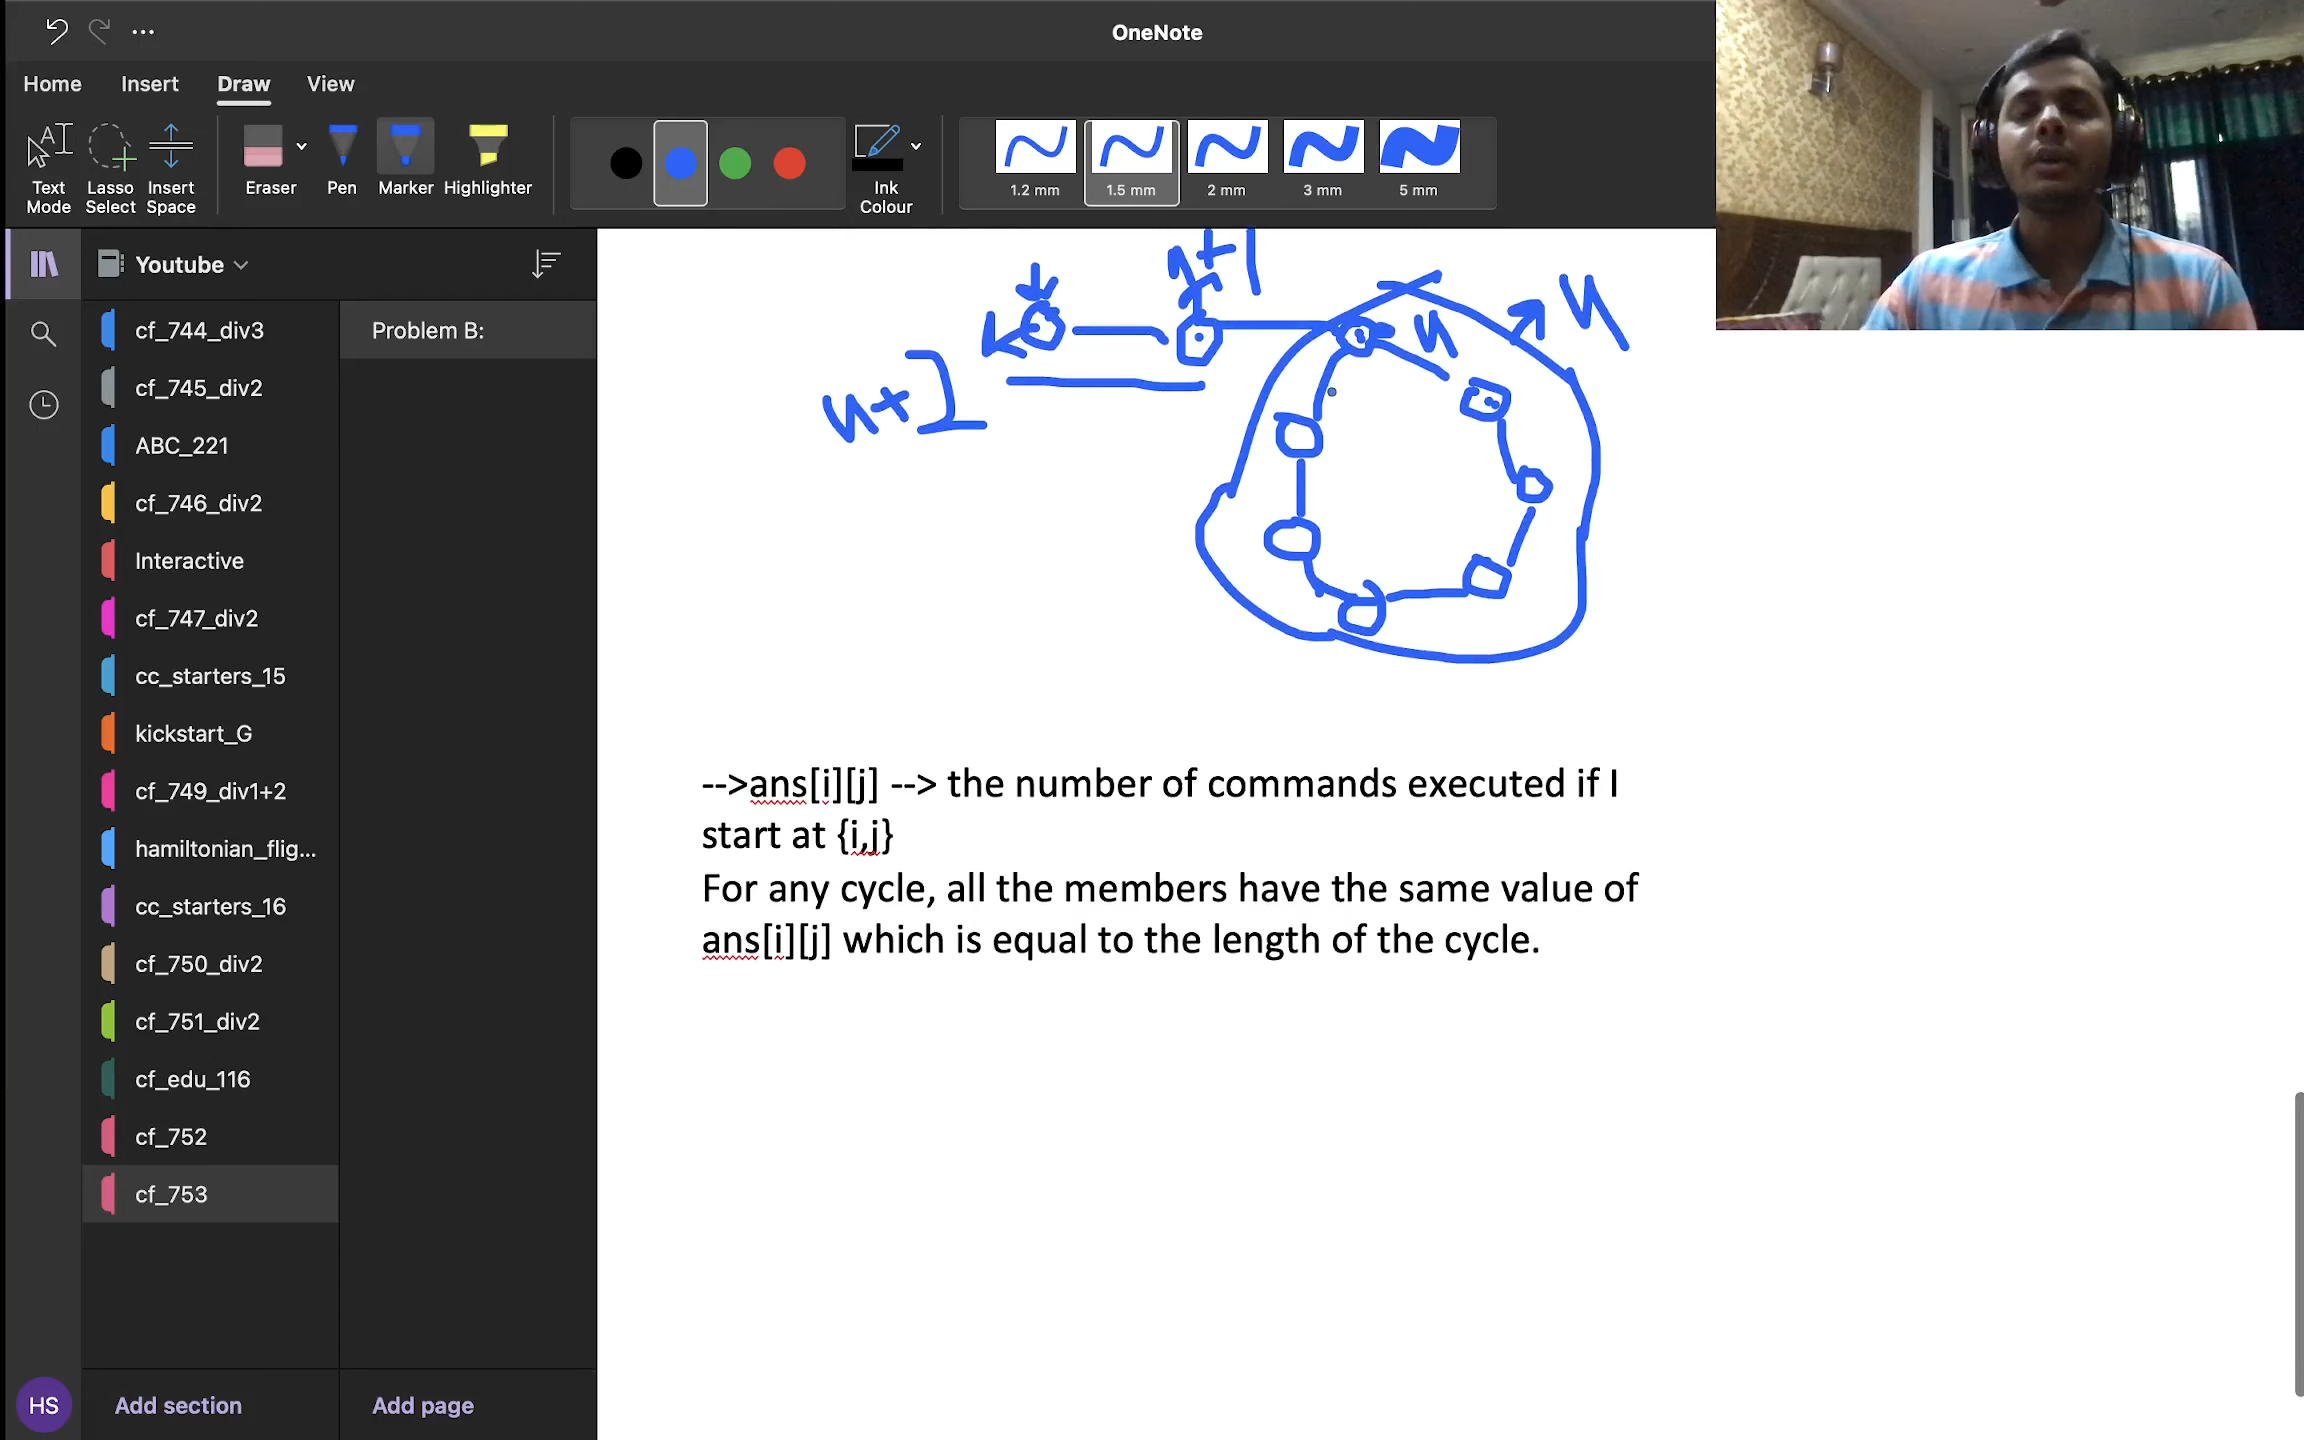 OneNote
Home Insert Draw View
Text Mode
Lasso Select
Insert Space
Eraser
Pen
Marker
Highlighter
Ink Colour
1.2 mm
1.5 mm
2 mm
3 mm
5 mm
Youtube
cf_744_div3
cf_745_div2
ABC_221
cf_746_div2
Interactive
cf_747_div2
cc_starters_15
kickstart_G
cf_749_div1+2
hamiltonian_flig...
cc_starters_16
cf_750_div2
cf_751_div2
cf_edu_116
cf_752
cf_753
Problem B:
n+1
n
n
n+2
-->ans[i][j] --> the number of commands executed if I
start at {i,j}
For any cycle, all the members have the same value of
ans[i][j] which is equal to the length of the cycle.
HS
Add section
Add page